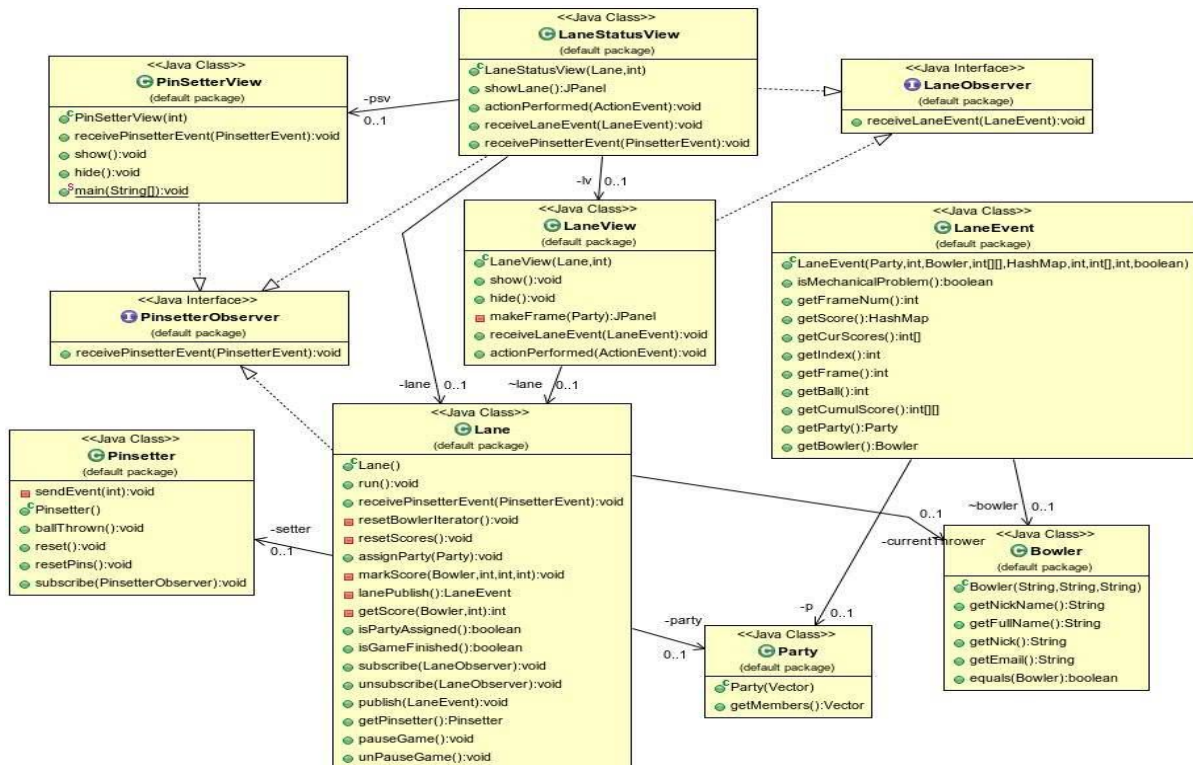 <<Java Class>>
LaneStatusView
(default package)
LaneStatusView(Lane,int)
showLane():JPanel
actionPerformed(ActionEvent):void
receiveLaneEvent(LaneEvent):void
receivePinsetterEvent(PinsetterEvent):void
<<Java Class>>
PinSetterView
(default package)
PinSetterView(int)
receivePinsetterEvent(PinsetterEvent):void
show():void
hide():void
main(String[]):void
-psv
0..1
<<Java Interface>>
LaneObserver
(default package)
receiveLaneEvent(LaneEvent):void
-lv 0..1
<<Java Class>>
LaneView
(default package)
LaneView(Lane,int)
show():void
hide():void
makeFrame(Party):JPanel
receiveLaneEvent(LaneEvent):void
actionPerformed(ActionEvent):void
<<Java Class>>
LaneEvent
(default package)
LaneEvent(Party,int,Bowler,int[][],HashMap,int,int[],int,boolean)
isMechanicalProblem():boolean
getFrameNum():int
getScore():HashMap
getCurScores():int[]
getIndex():int
getFrame():int
getBall():int
getCumulScore():int[][]
getParty():Party
getBowler():Bowler
<<Java Interface>>
PinsetterObserver
(default package)
receivePinsetterEvent(PinsetterEvent):void
-lane 0..1
~lane 0..1
<<Java Class>>
Lane
(default package)
Lane()
run():void
receivePinsetterEvent(PinsetterEvent):void
resetBowlerIterator():void
resetScores():void
assignParty(Party):void
markScore(Bowler,int,int,int):void
lanePublish():LaneEvent
getScore(Bowler,int):int
isPartyAssigned():boolean
isGameFinished():boolean
subscribe(LaneObserver):void
unsubscribe(LaneObserver):void
publish(LaneEvent):void
getPinsetter():Pinsetter
pauseGame():void
unPauseGame():void
<<Java Class>>
Pinsetter
(default package)
sendEvent(int):void
Pinsetter()
ballThrown():void
reset():void
resetPins():void
subscribe(PinsetterObserver):void
-setter
0..1
~bowler 0..1
0..1
-currentThrower
<<Java Class>>
Bowler
(default package)
Bowler(String,String,String)
getNickName():String
getFullName():String
getNick():String
getEmail():String
equals(Bowler):boolean
-p 0..1
-party
0..1
<<Java Class>>
Party
(default package)
Party(Vector)
getMembers():Vector